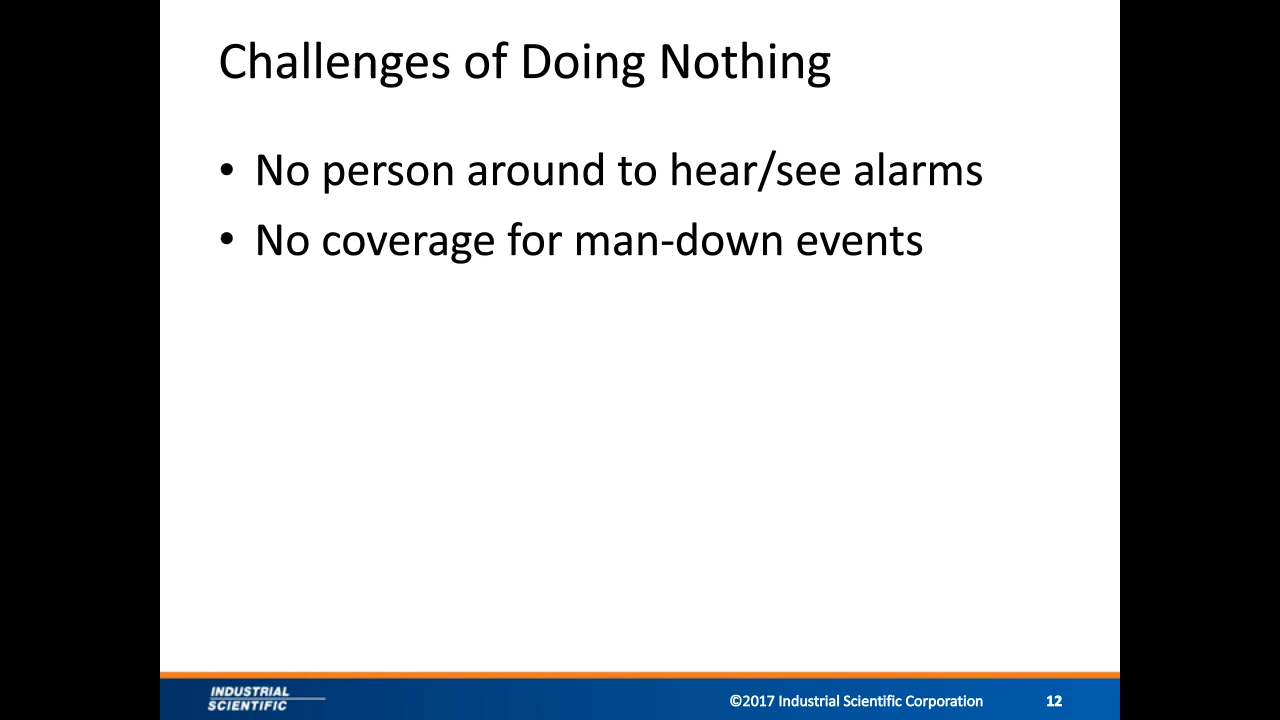 Challenges of Doing Nothing
• No person around to hear/see alarms
• No coverage for man-down events
INDUSTRIAL
SCIENTIFIC
©2017 Industrial Scientific Corporation
12